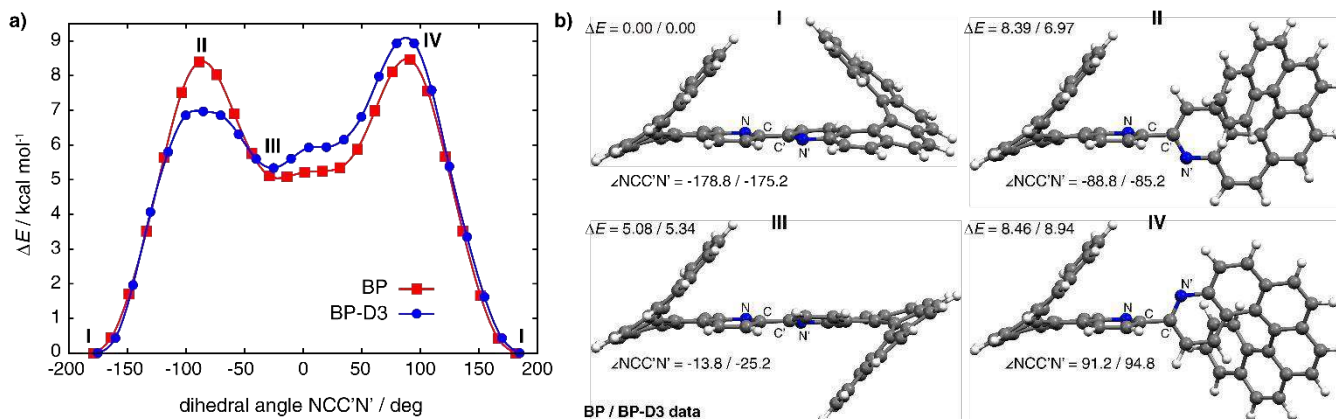 a)
9
8
7
6
5
4
3
2
1
0
ΔE / kcal mol⁻¹
II
IV
III
I
I
BP
BP-D3
-200
-150
-100
-50
0
50
100
150
200
dihedral angle NCC'N' / deg
b)
I
ΔE = 0.00 / 0.00
N
C
C'
N'
∠NCC'N' = -178.8 / -175.2
II
ΔE = 8.39 / 6.97
N
C
C'
N'
∠NCC'N' = -88.8 / -85.2
III
ΔE = 5.08 / 5.34
N
C
C'
N'
∠NCC'N' = -13.8 / -25.2
BP / BP-D3 data
IV
ΔE = 8.46 / 8.94
N'
N
C
C'
∠NCC'N' = 91.2 / 94.8